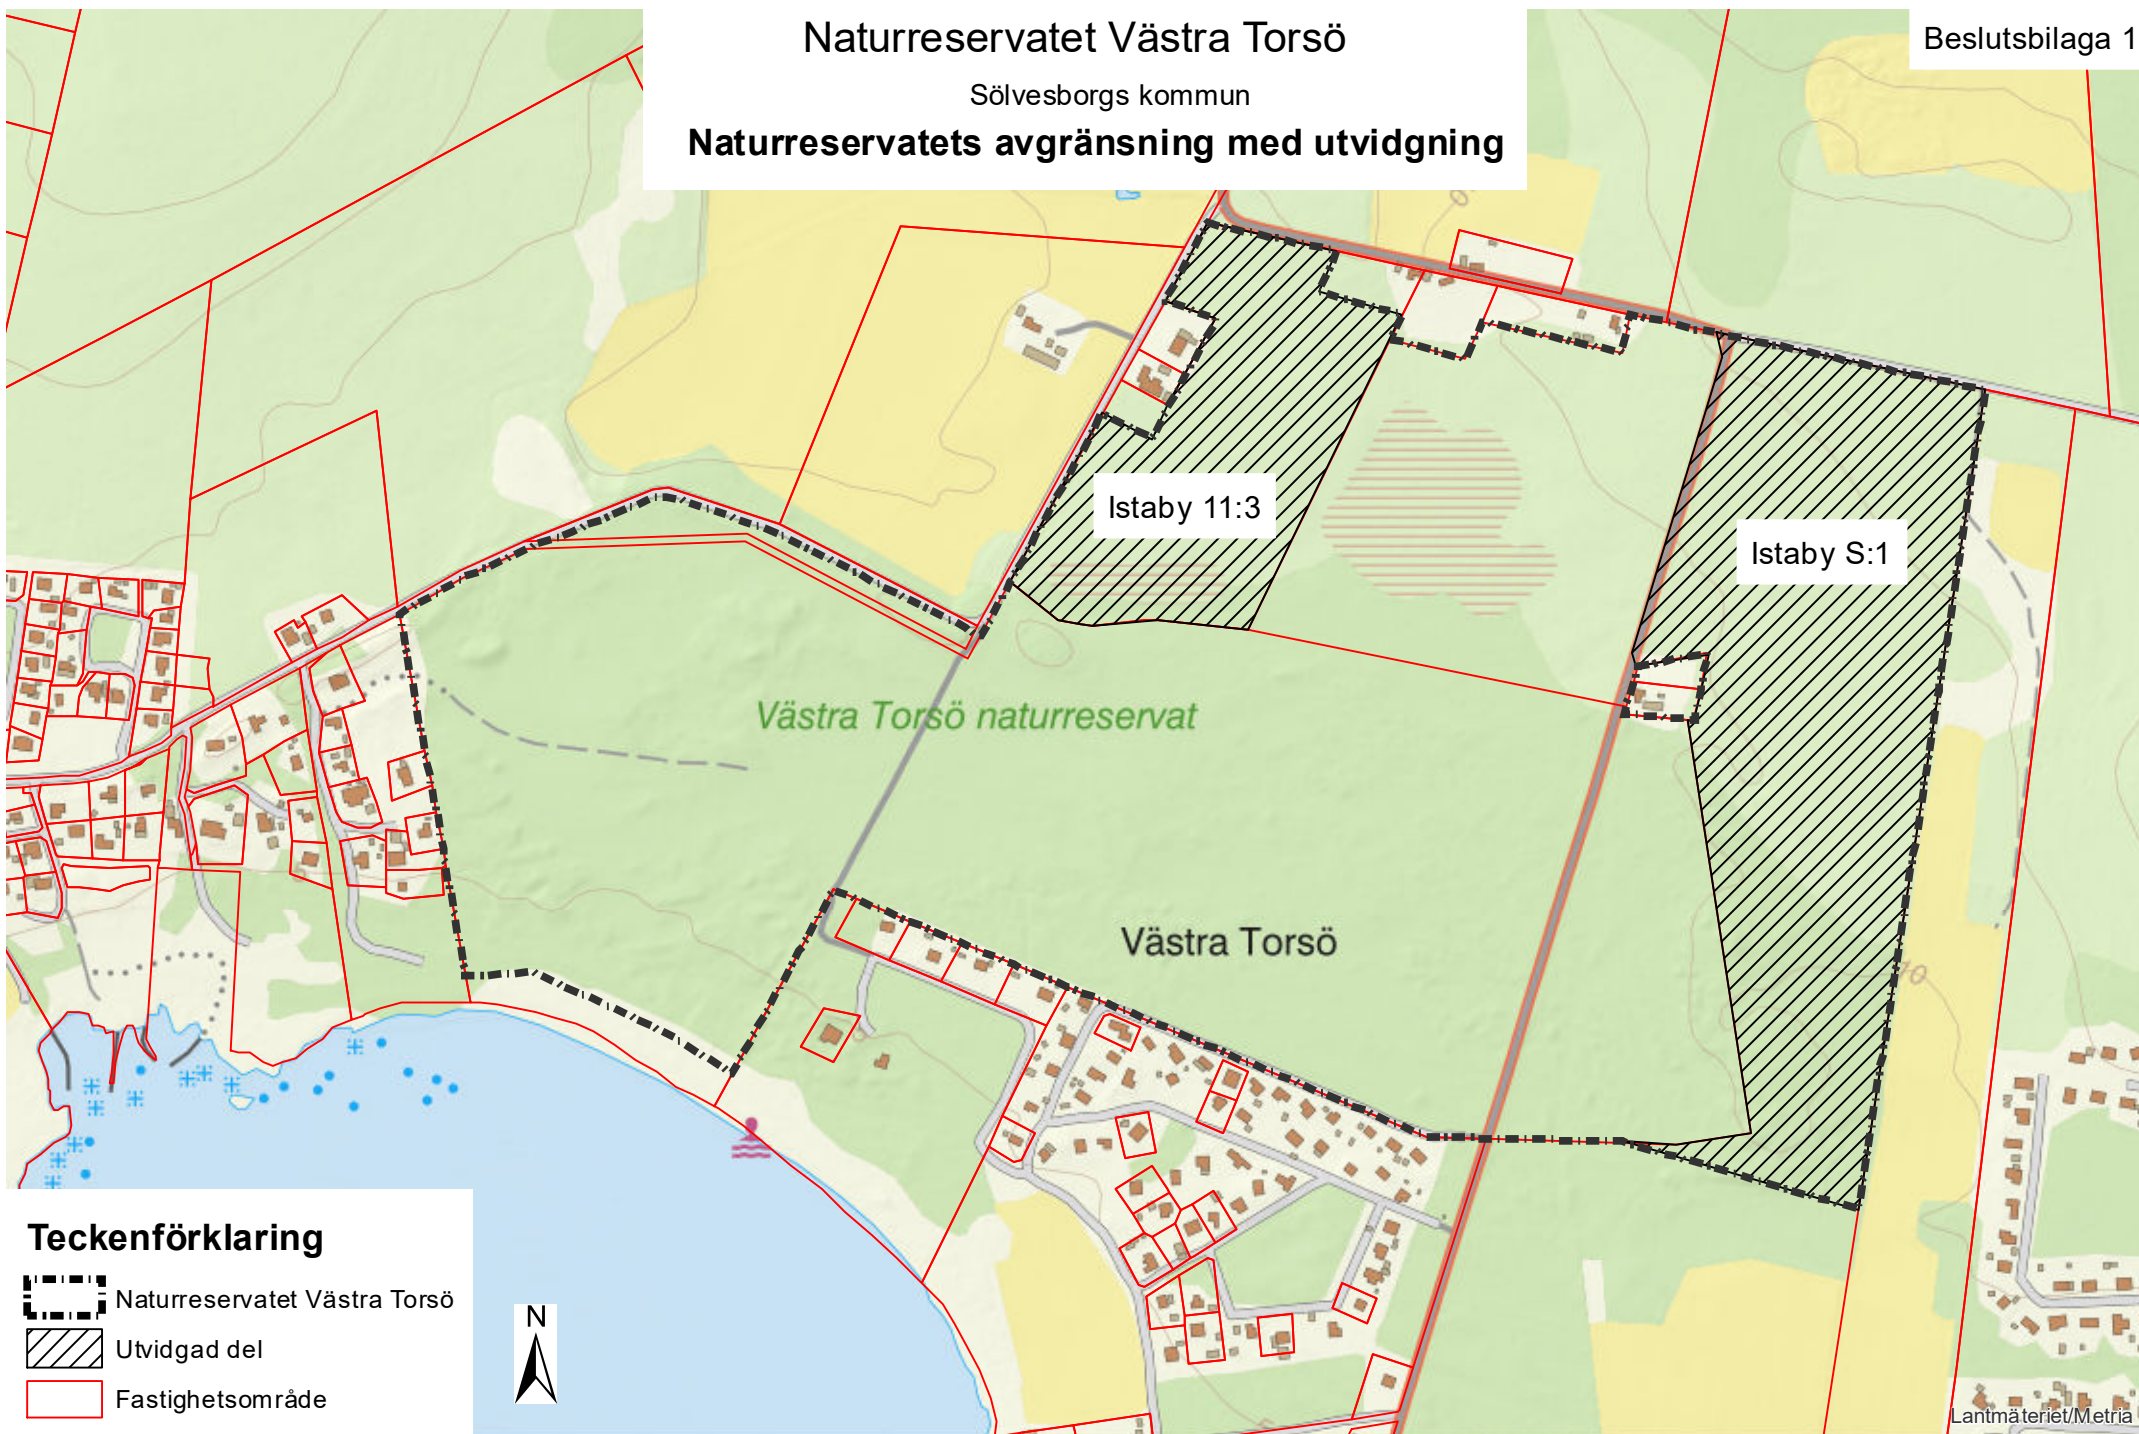 Naturreservatet Västra Torsö
Sölvesborgs kommun
Naturreservatets avgränsning med utvidgning
Beslutsbilaga 1
Istaby 11:3
Istaby S:1
Västra Torsö naturreservat
Västra Torsö
10
Teckenförklaring
Naturreservatet Västra Torsö
Utvidgad del
Fastighetsområde
N
Lantmäteriet/Metria